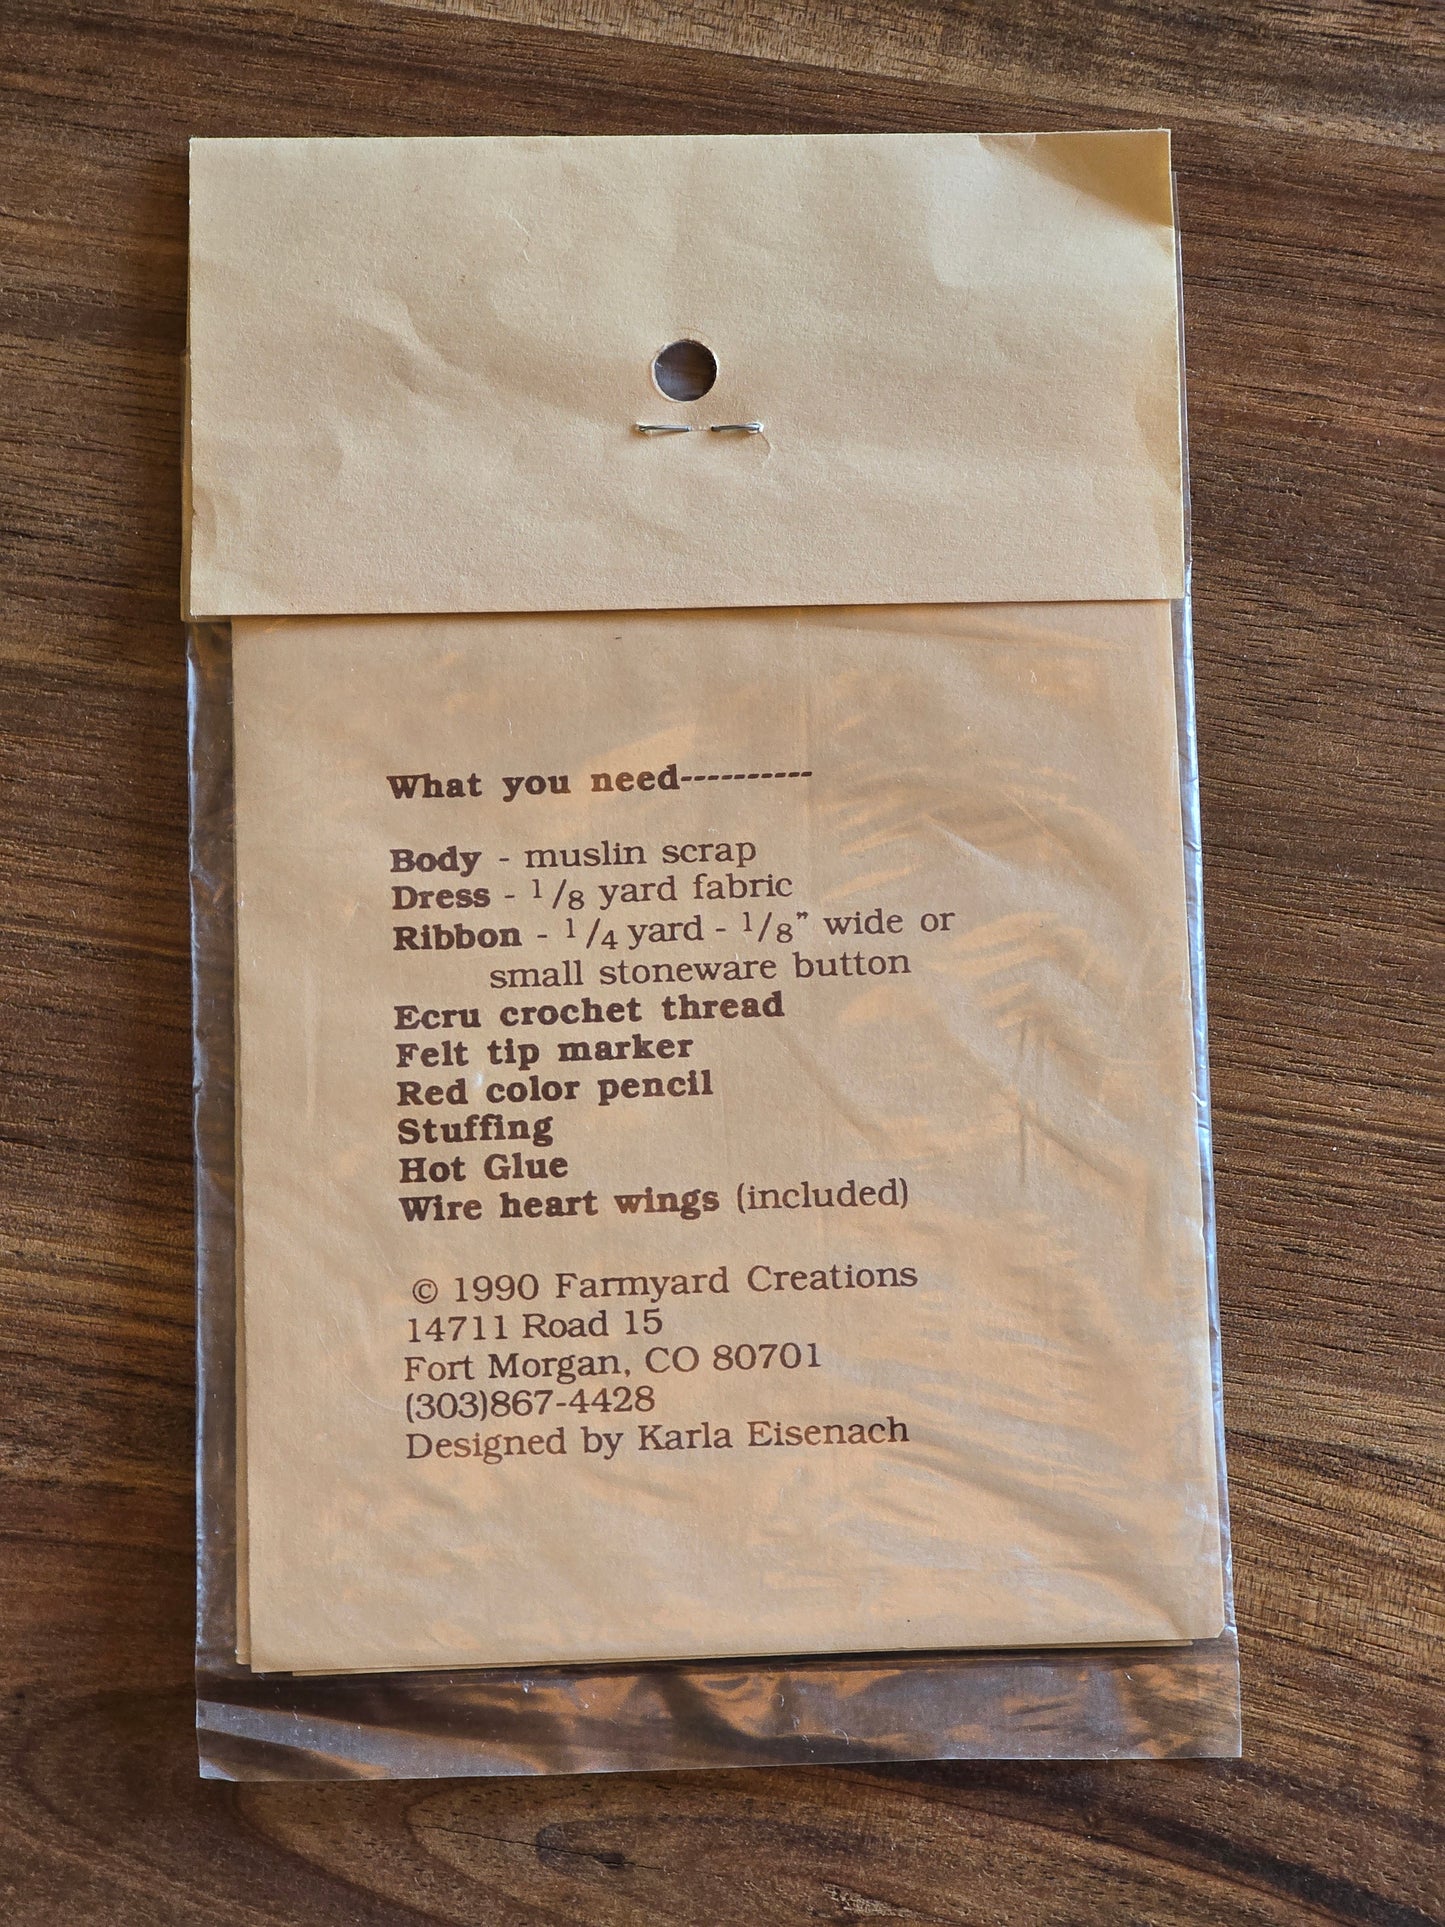 What you need----------
Body - muslin scrap
Dress - 1/8 yard fabric
Ribbon - 1/4 yard - 1/8" wide or
small stoneware button
Ecru crochet thread
Felt tip marker
Red color pencil
Stuffing
Hot Glue
Wire heart wings (included)
© 1990 Farmyard Creations
14711 Road 15
Fort Morgan, CO 80701
(303)867-4428
Designed by Karla Eisenach